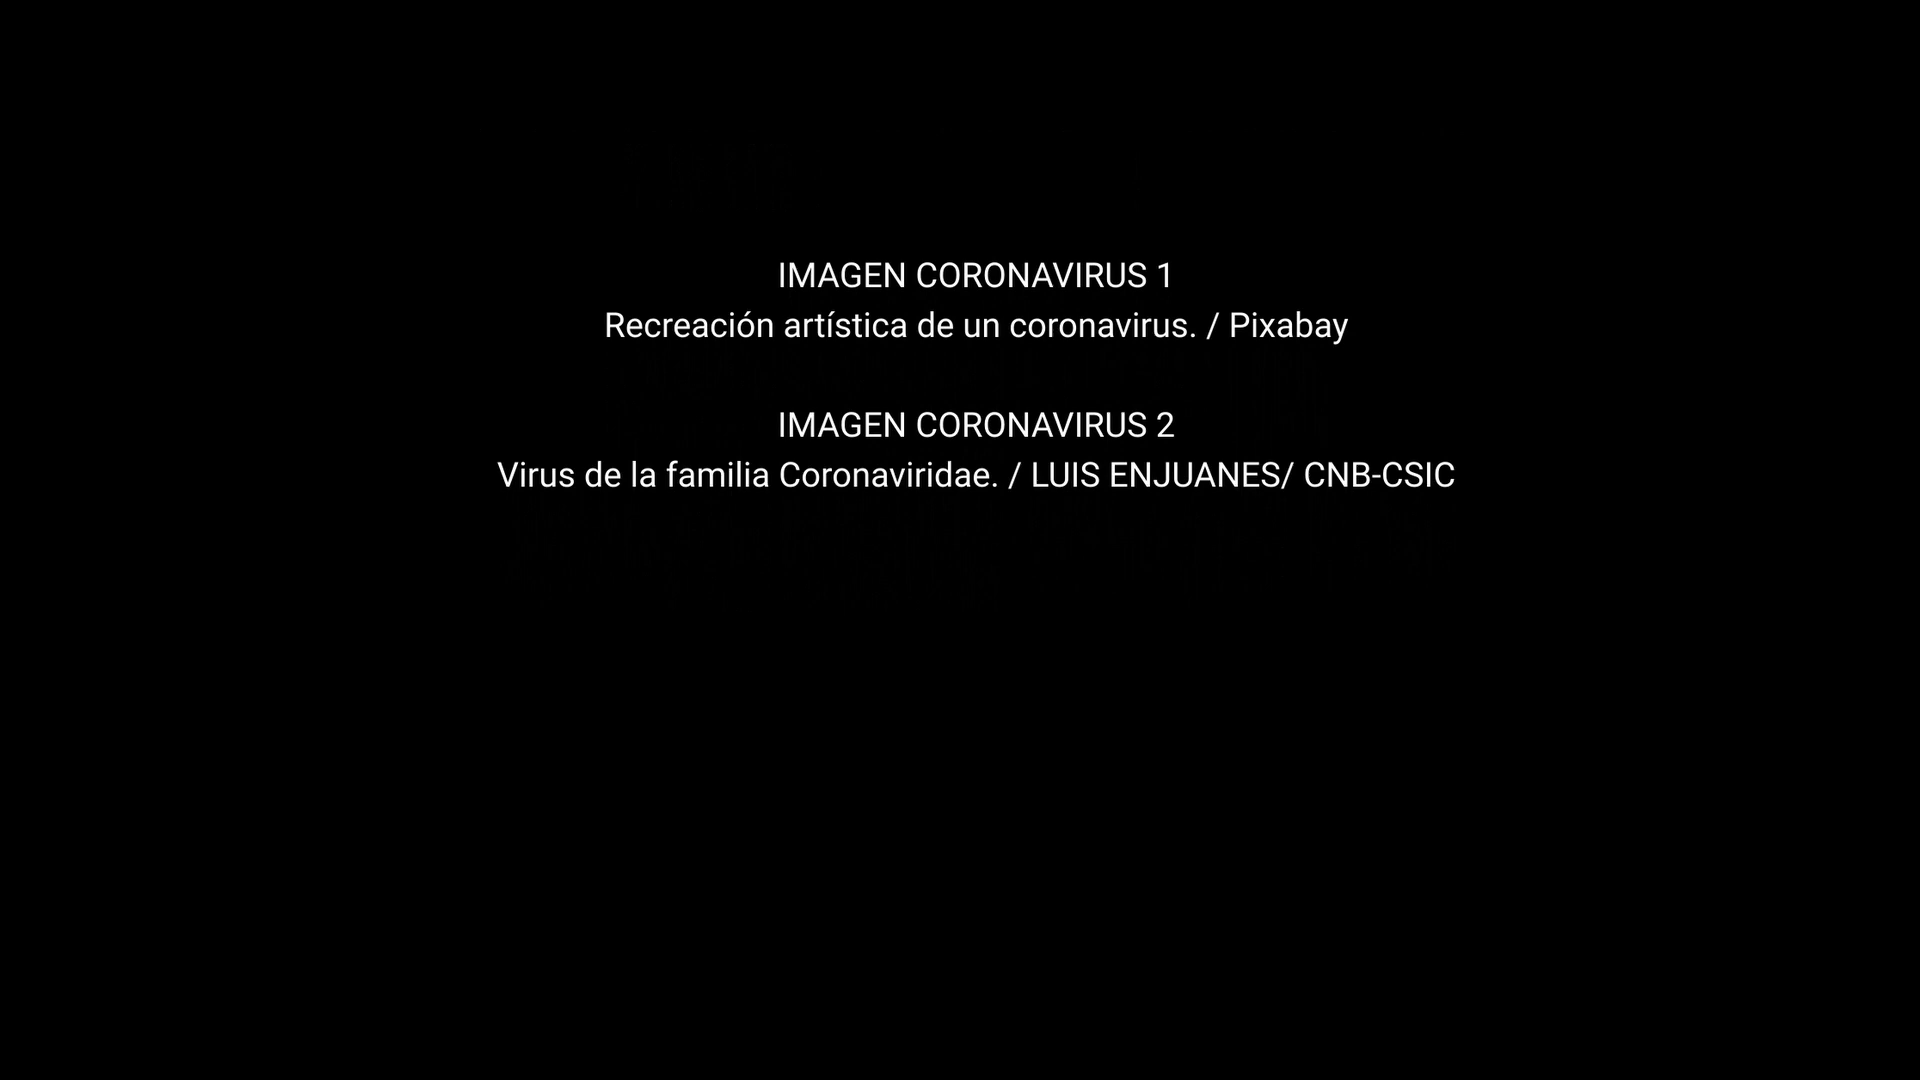 IMAGEN CORONAVIRUS 1
Recreación artística de un coronavirus. / Pixabay
IMAGEN CORONAVIRUS 2
Virus de la familia Coronaviridae. / LUIS ENJUANES/ CNB-CSIC